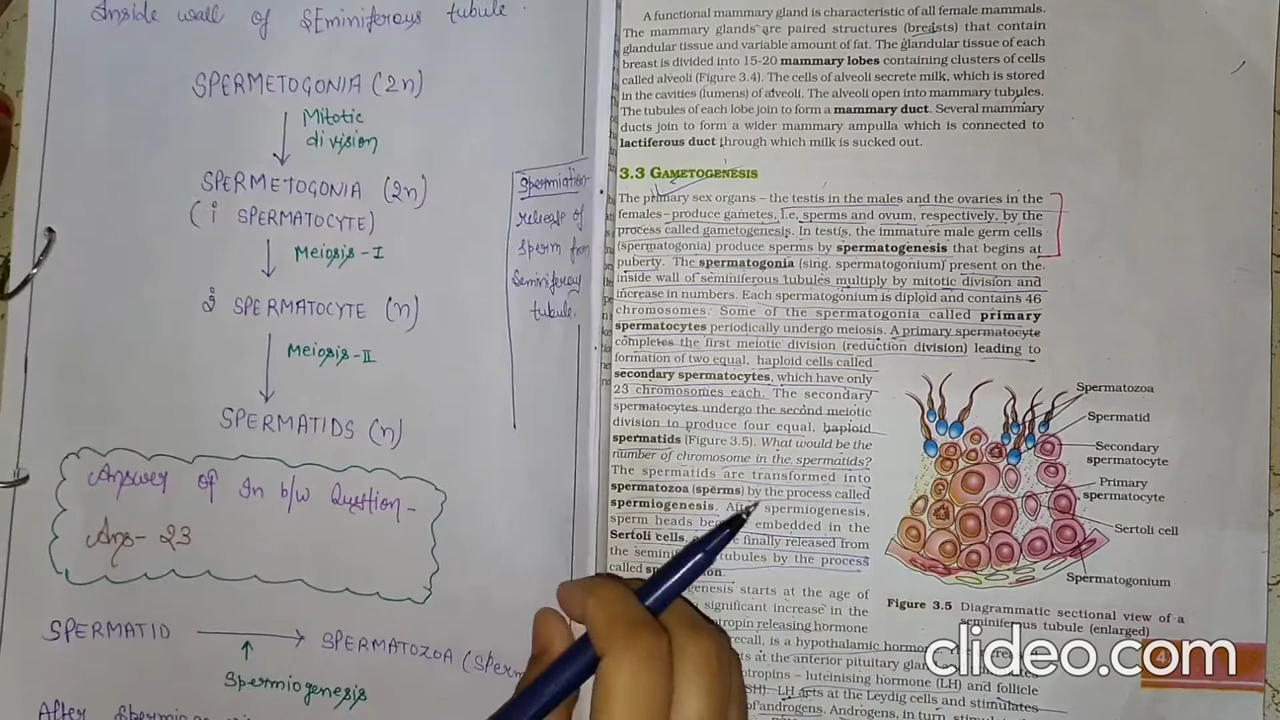 Inside wall of SEminiferous tubule.
SPERMETOGONIA (2n)
Mitotic
division
SPERMETOGONIA (2n)
(i° SPERMATOCYTE)
Meiosis-I
2° SPERMATOCYTE (n)
Meiosis-II
SPERMATIDS (n)
Answer of In b/w Question-
Ans- 23
SPERMATID → SPERMATOZOA (Sperm
Spermiogenesis
After
Spermiation-
release of
sperm from
Seminiferous
tubule.
A functional mammary gland is characteristic of all female mammals.
The mammary glands are paired structures (breasts) that contain
glandular tissue and variable amount of fat. The glandular tissue of each
breast is divided into 15-20 mammary lobes containing clusters of cells
called alveoli (Figure 3.4). The cells of alveoli secrete milk, which is stored
in the cavities (lumens) of alveoli. The alveoli open into mammary tubules.
The tubules of each lobe join to form a mammary duct. Several mammary
ducts join to form a wider mammary ampulla which is connected to
lactiferous duct through which milk is sucked out.
3.3 GAMETOGENESIS
The primary sex organs – the testis in the males and the ovaries in the
females– produce gametes, i.e, sperms and ovum, respectively, by the
process called gametogenesis. In testis, the immature male germ cells
(spermatogonia) produce sperms by spermatogenesis that begins at
puberty. The spermatogonia (sing. spermatogonium) present on the
inside wall of seminiferous tubules multiply by mitotic division and
increase in numbers. Each spermatogonium is diploid and contains 46
chromosomes. Some of the spermatogonia called primary
spermatocytes periodically undergo meiosis. A primary spermatocyte
completes the first meiotic division (reduction division) leading to
formation of two equal, haploid cells called
secondary spermatocytes, which have only
23 chromosomes each. The secondary
spermatocytes undergo the second meiotic
division to produce four equal, haploid
spermatids (Figure 3.5). What would be the
number of chromosome in the spermatids?
The spermatids are transformed into
spermatozoa (sperms) by the process called
spermiogenesis. After spermiogenesis,
sperm heads embedded in the
Sertoli cells, finally released from
the tubules by the process
called
starts at the age of
significant increase in the
releasing hormone
recall, is a hypothalamic hormone
at the anterior pituitary
– luteinising hormone (LH) and follicle
LH acts at the Leydig cells and stimulates
of androgens. Androgens, in turn,
Spermatozoa
Spermatid
Secondary
spermatocyte
Primary
spermatocyte
Sertoli cell
Spermatogonium
Figure 3.5 Diagrammatic sectional view of a
seminiferous tubule (enlarged)
clideo.com